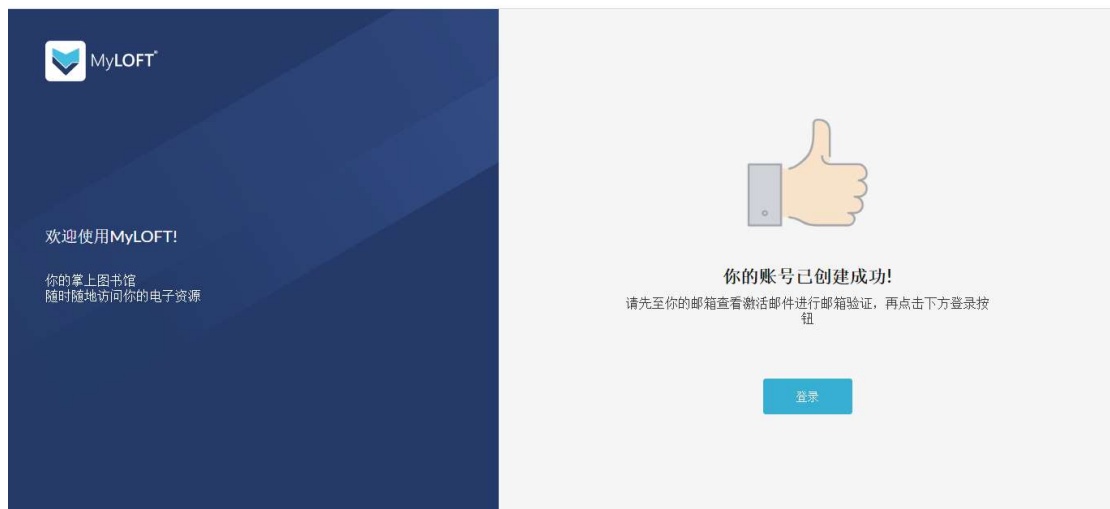 MyLOFT®
欢迎使用MyLOFT!
你的掌上图书馆
随时随地访问你的电子资源
你的账号已创建成功!
请先至你的邮箱查看激活邮件进行邮箱验证，再点击下方登录按
钮
登录